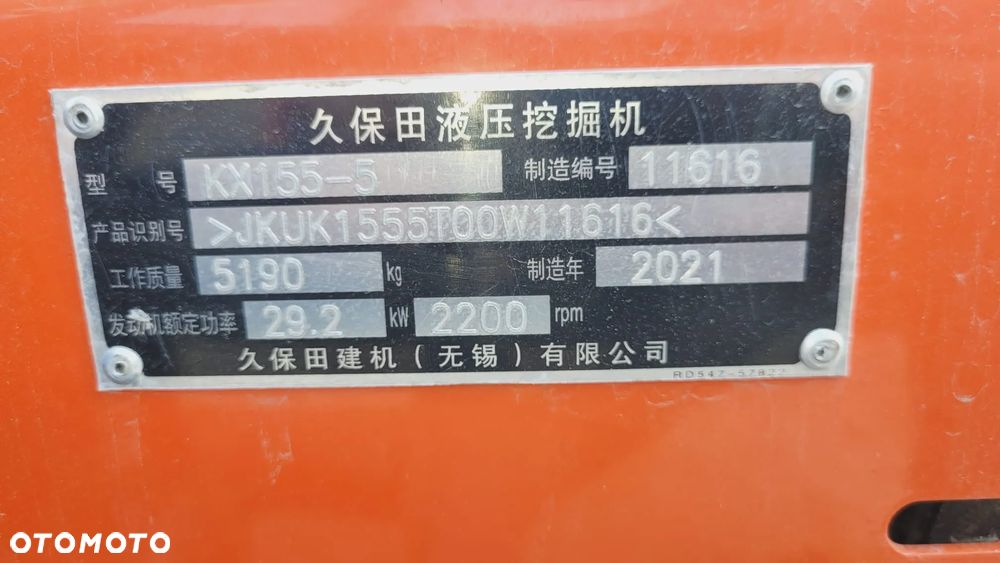 久保田液压挖掘机
型 号 KX155-5 制造编号 11616
产品识别号 >JKUK1555T00W11616<
工作质量 5190 kg 制造年 2021
发动机额定功率 29.2 kW 2200 rpm
久保田建机（无锡）有限公司
OTOMOTO